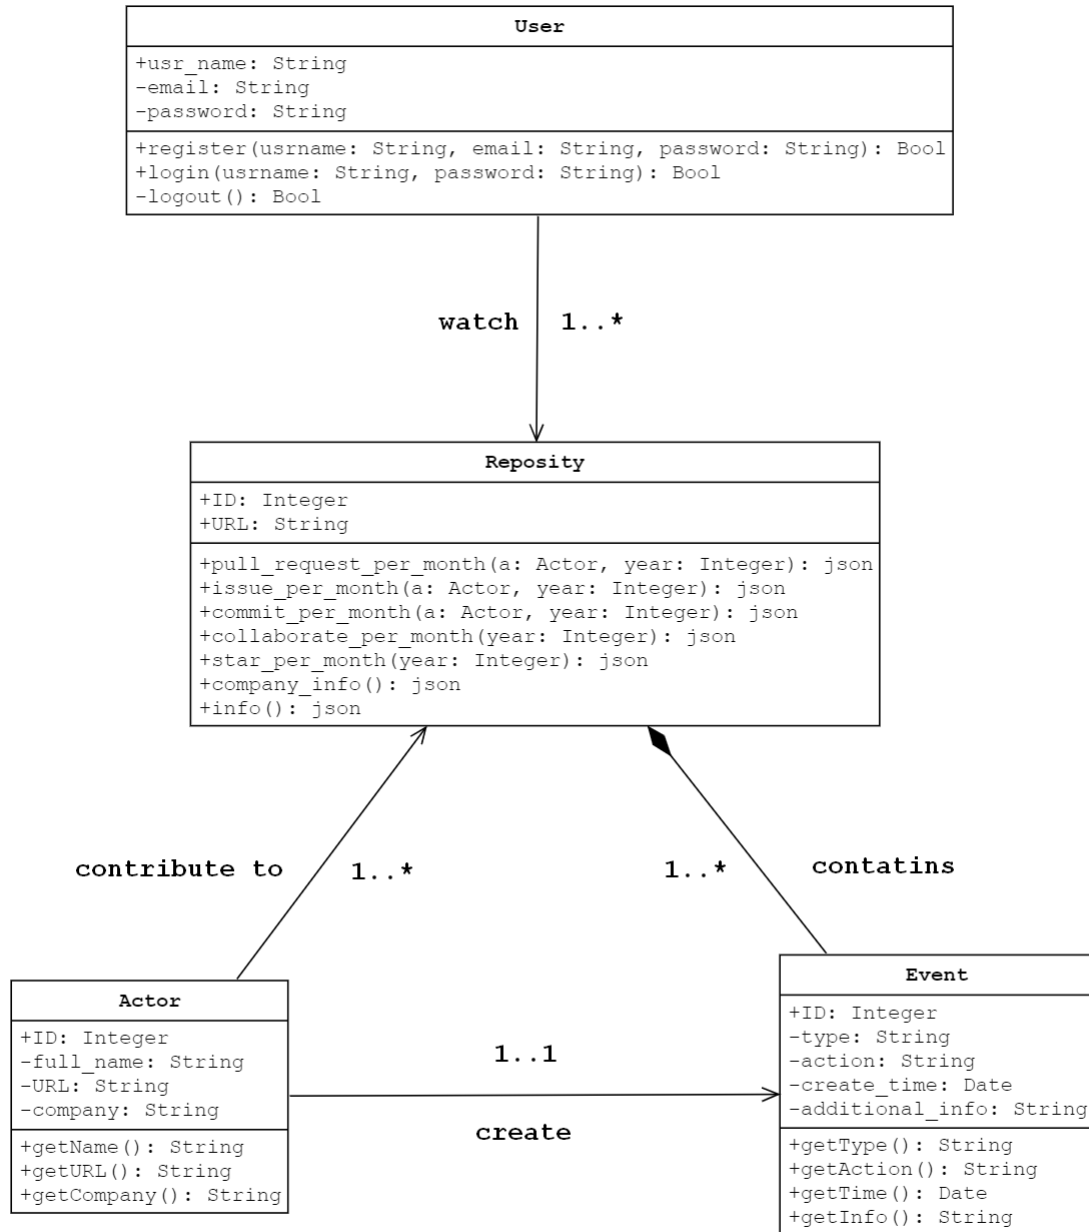 User
+usr_name: String
-email: String
-password: String
+register(usrname: String, email: String, password: String): Bool
+login(usrname: String, password: String): Bool
-logout(): Bool
watch 1..*
Reposity
+ID: Integer
+URL: String
+pull_request_per_month(a: Actor, year: Integer): json
+issue_per_month(a: Actor, year: Integer): json
+commit_per_month(a: Actor, year: Integer): json
+collaborate_per_month(year: Integer): json
+star_per_month(year: Integer): json
+company_info(): json
+info(): json
contribute to 1..*
1..* contatins
Actor
+ID: Integer
-full_name: String
-URL: String
-company: String
+getName(): String
+getURL(): String
+getCompany(): String
1..1
create
Event
+ID: Integer
-type: String
-action: String
-create_time: Date
-additional_info: String
+getType(): String
+getAction(): String
+getTime(): Date
+getInfo(): String